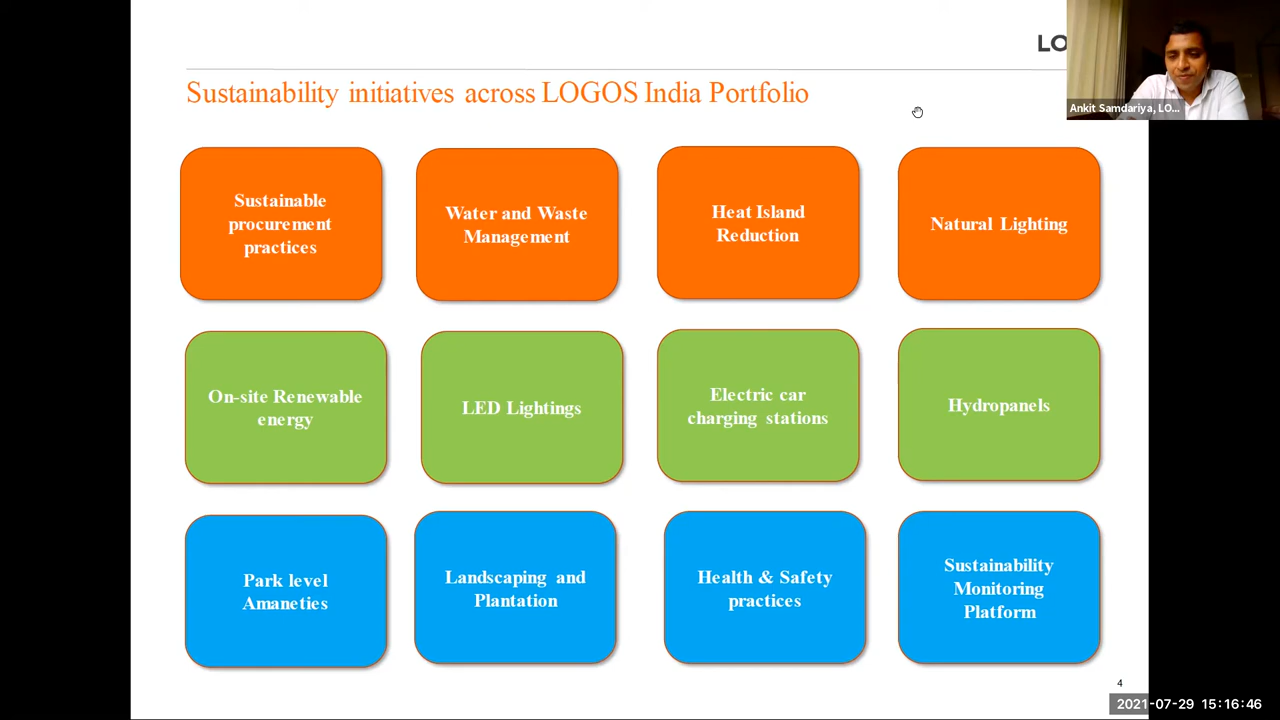 LO
Sustainability initiatives across LOGOS India Portfolio
Ankit Samdariya, LO...
Sustainable
procurement
practices
Water and Waste
Management
Heat Island
Reduction
Natural Lighting
On-site Renewable
energy
LED Lightings
Electric car
charging stations
Hydropanels
Park level
Amaneties
Landscaping and
Plantation
Health & Safety
practices
Sustainability
Monitoring
Platform
4
2021-07-29 15:16:46